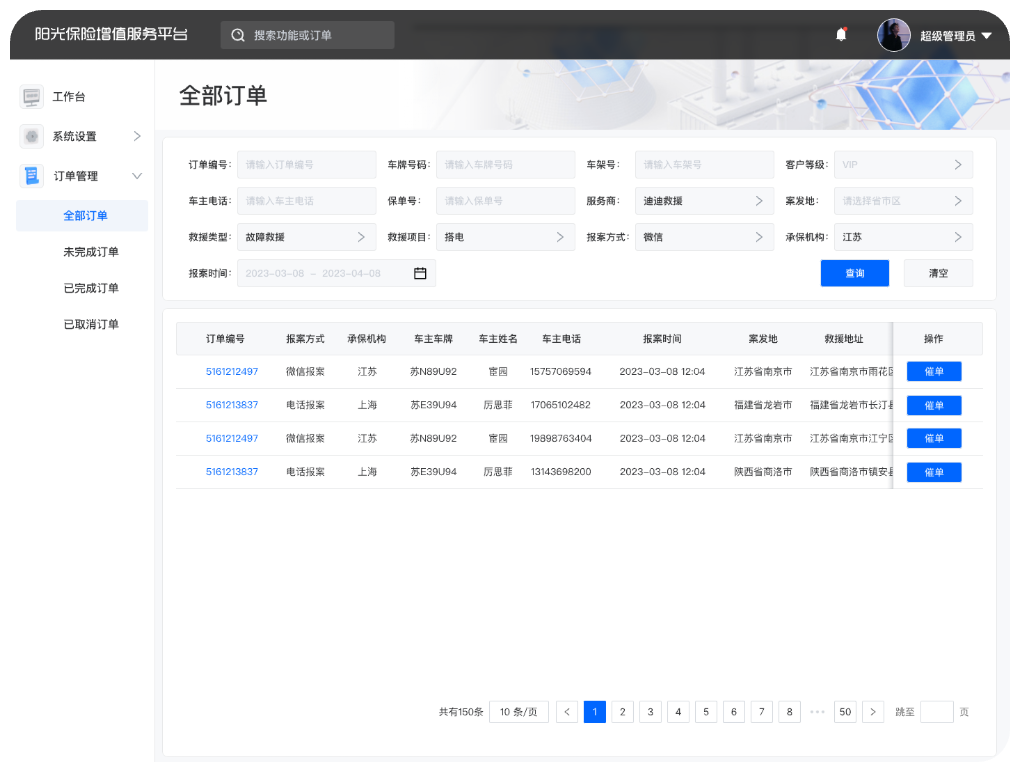 阳光保险增值服务平台
搜索功能或订单
超级管理员
工作台
系统设置
订单管理
全部订单
未完成订单
已完成订单
已取消订单
全部订单
订单编号: 请输入订单编号 车牌号码: 请输入车牌号码 车架号: 请输入车架号 客户等级: VIP
车主电话: 请输入车主电话 保单号: 请输入保单号 服务商: 迪迪救援 案发地: 请选择省市区
救援类型: 故障救援 救援项目: 搭电 报案方式: 微信 承保机构: 江苏
报案时间: 2023-03-06 - 2023-04-08 查询 清空
订单编号 报案方式 承保机构 车主车牌 车主姓名 车主电话 报案时间 案发地 救援地址 操作
5161212497 微信报案 江苏 苏N89U92 宦园 15757069594 2023-03-08 12:04 江苏省南京市 江苏省南京市雨花区 催单
5161213837 电话报案 上海 苏E39U94 厉思菲 17065102482 2023-03-08 12:04 福建省龙岩市 福建省龙岩市长汀县 催单
5161212497 微信报案 江苏 苏N89U92 宦园 19898763404 2023-03-08 12:04 江苏省南京市 江苏省南京市江宁区 催单
5161213837 电话报案 上海 苏E39U94 厉思菲 13143698200 2023-03-08 12:04 陕西省商洛市 陕西省商洛市镇安县 催单
共有150条 10 条/页 < 1 2 3 4 5 6 7 8 ••• 50 > 跳至 页